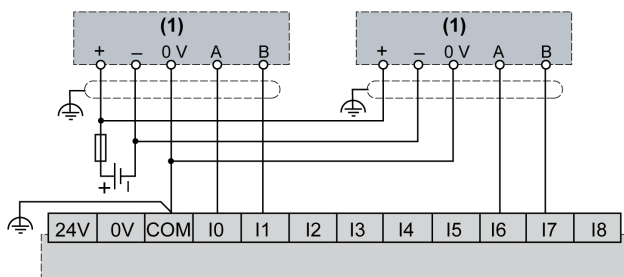 (1) (1)
+ – 0 V A B + – 0 V A B
+
24V 0V COM I0 I1 I2 I3 I4 I5 I6 I7 I8